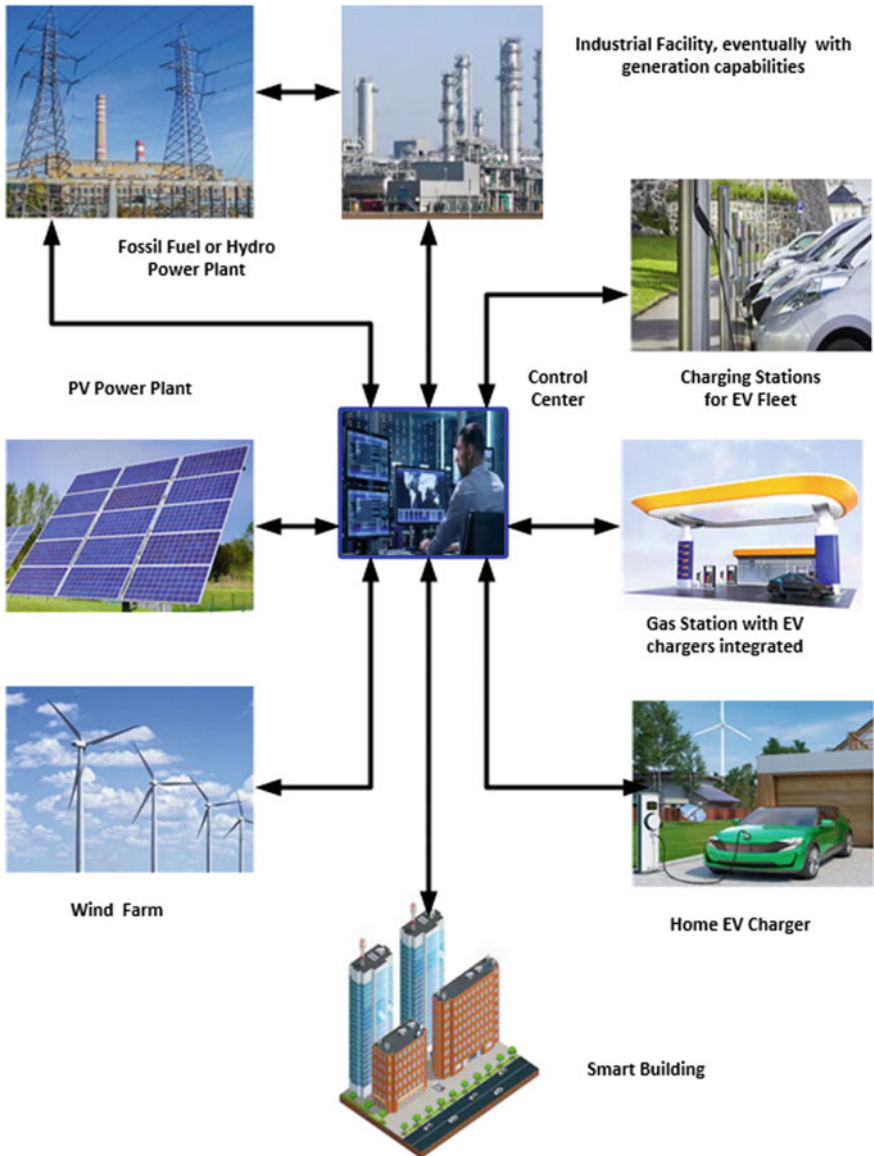 Industrial Facility, eventually with
generation capabilities
Fossil Fuel or Hydro
Power Plant
PV Power Plant
Control
Center
Charging Stations
for EV Fleet
Gas Station with EV
chargers integrated
Wind Farm
Home EV Charger
Smart Building